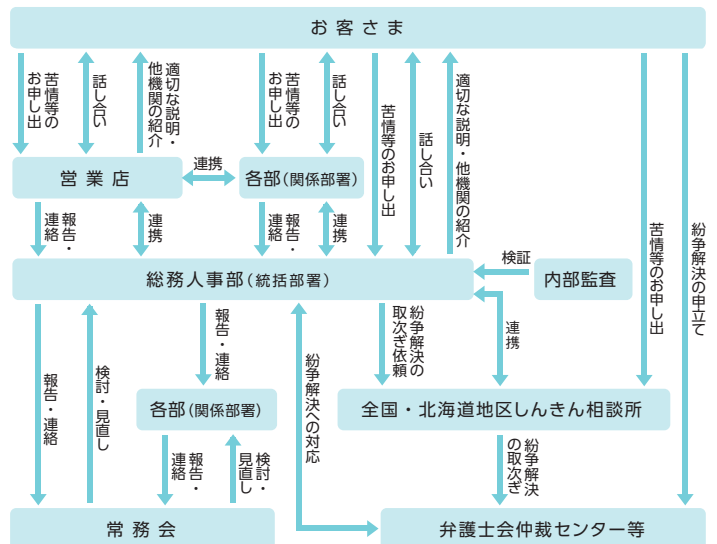 お客さま
苦情等の
お申し出
話し合い
適切な説明・
他機関の紹介
苦情等の
お申し出
話し合い
苦情等のお申し出
話し合い
適切な説明・他機関の紹介
苦情等のお申し出
紛争解決の申立て
営業店
連携
各部(関係部署)
報告・
連絡
連携
報告・
連絡
連携
総務人事部(統括部署)
検証
内部監査
報告・連絡
検討・見直し
報告・連絡
紛争解決への対応
紛争解決の
取次ぎ依頼
連携
各部(関係部署)
全国・北海道地区しんきん相談所
報告・
連絡
検討・
見直し
紛争解決
の取次ぎ
常務会
弁護士会仲裁センター等